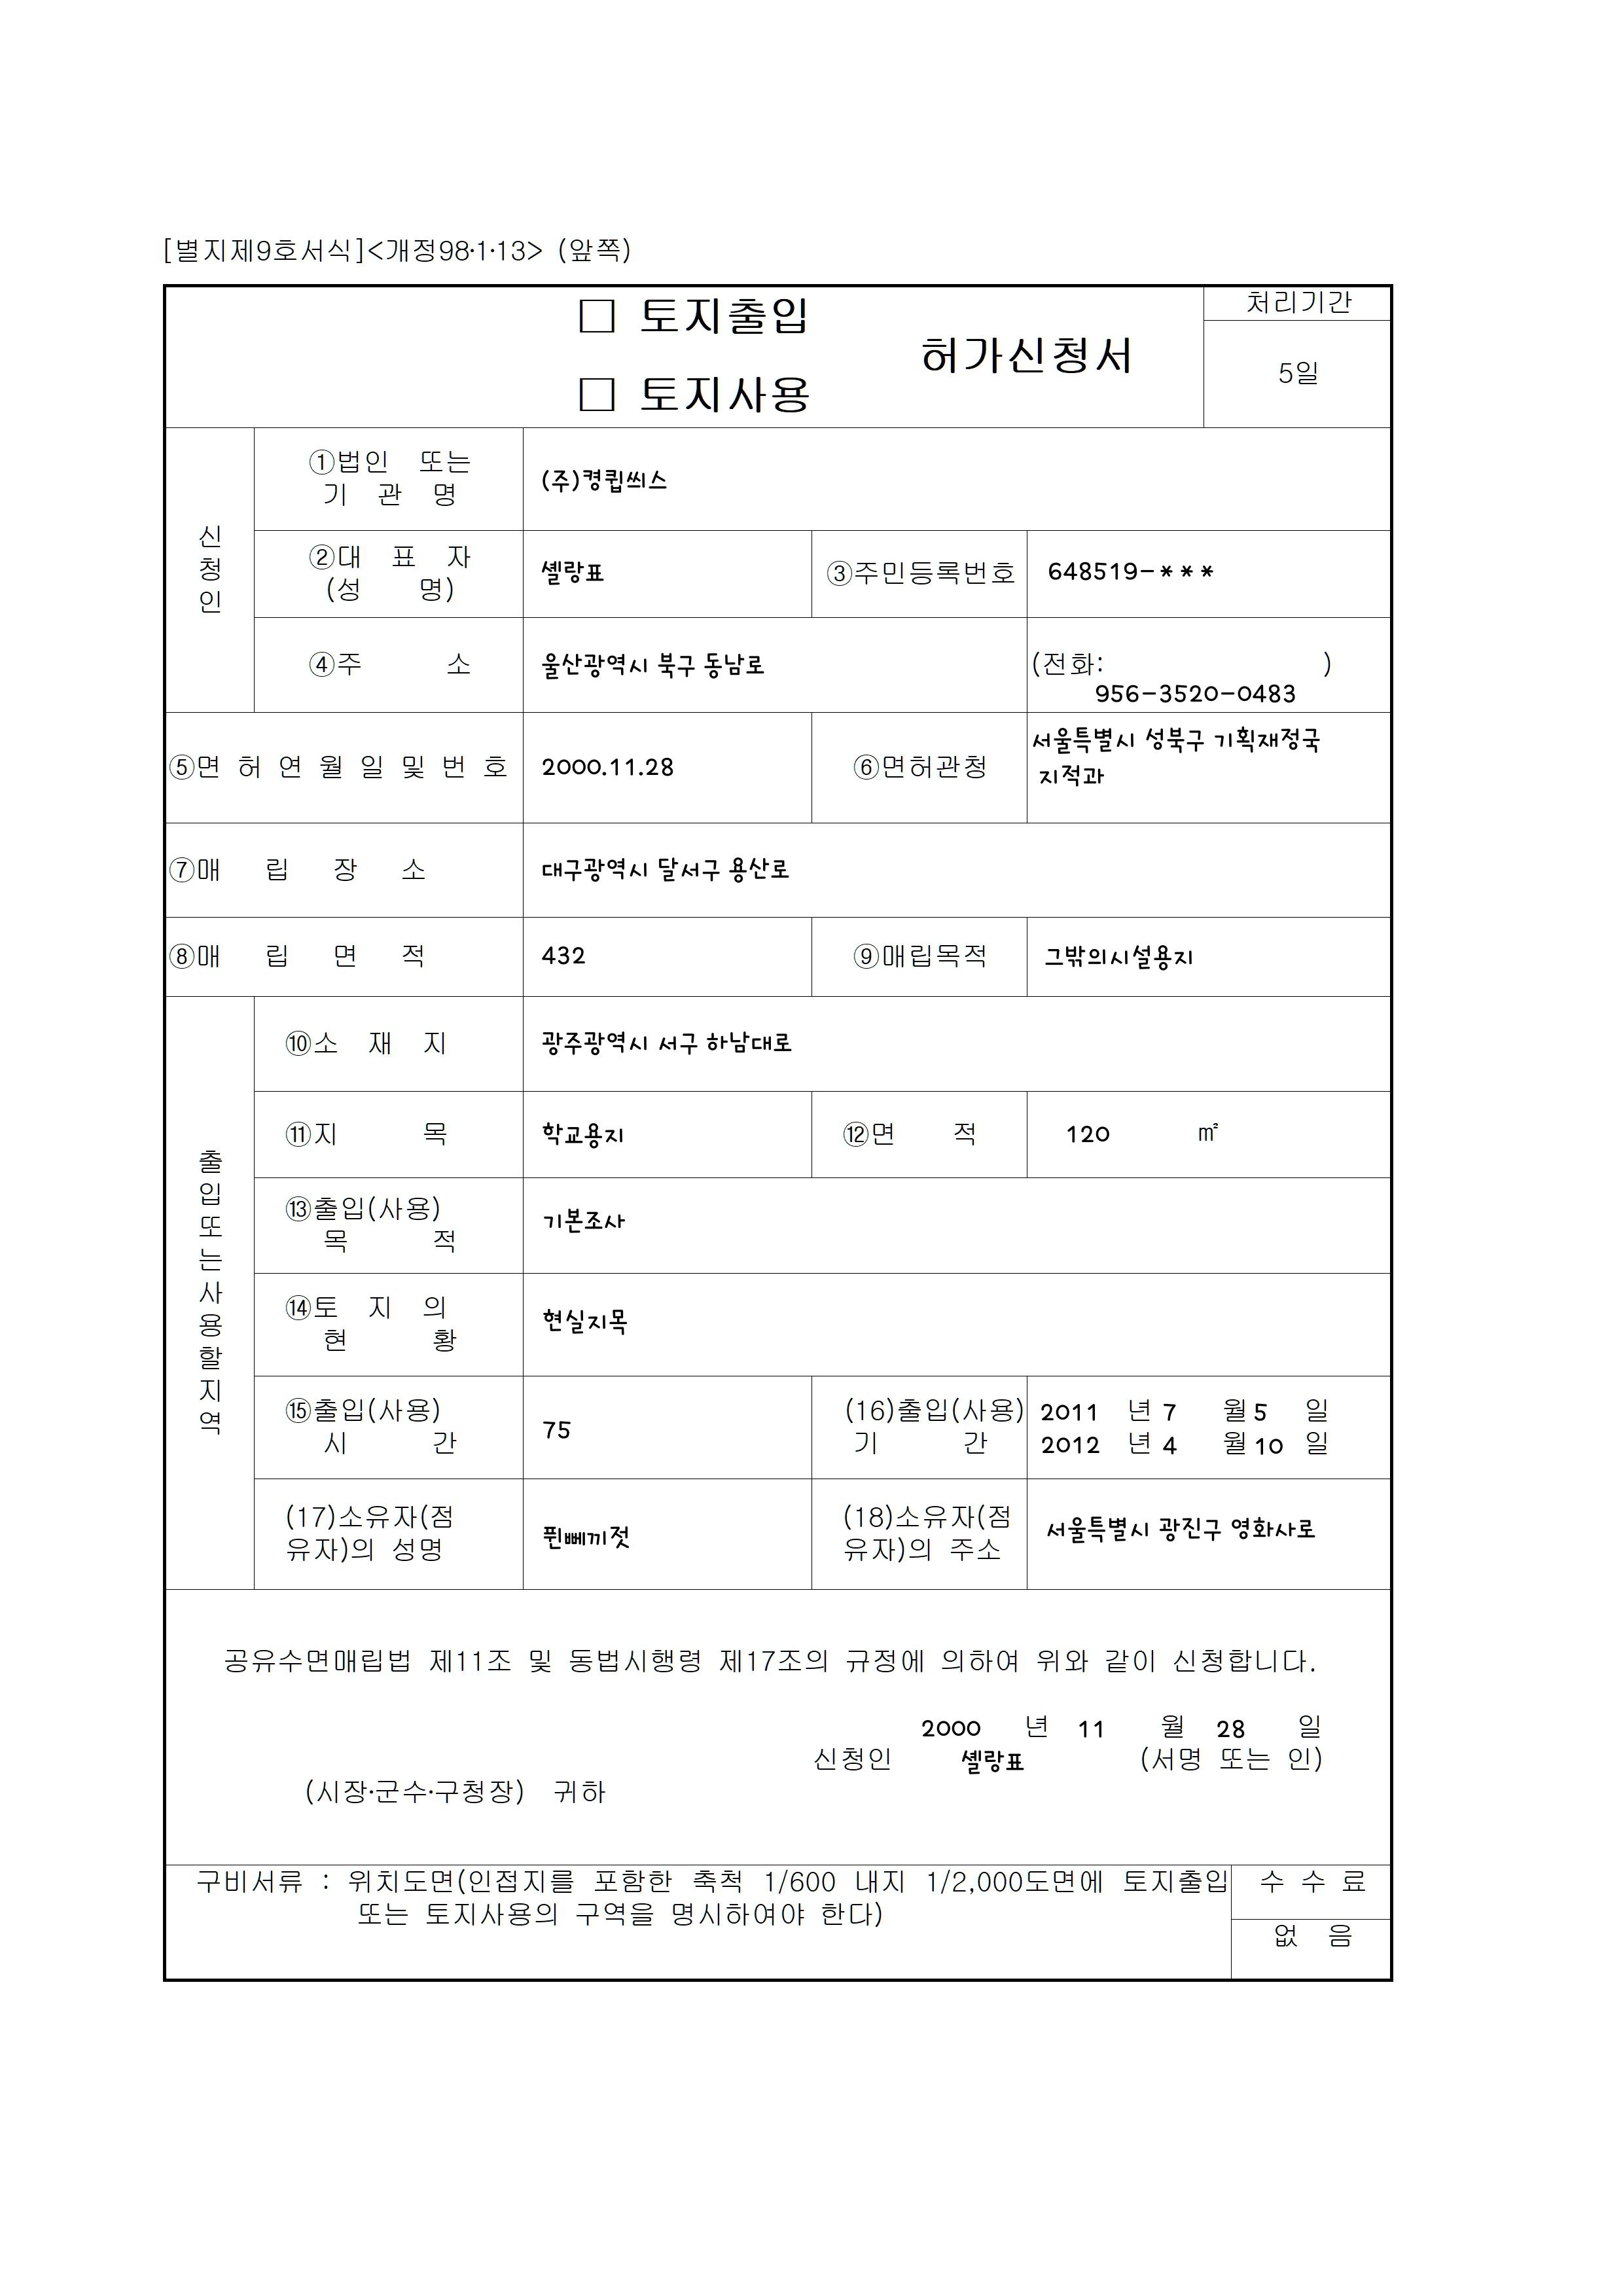 [별지제9호서식]<개정98·1·13> (앞쪽)
□ 토지출입
허가신청서
□ 토지사용
처리기간
5일
신청인
①법인 또는
기 관 명
(주)경큅씌스
②대 표 자
(성 명)
셸랑표
③주민등록번호
648519-***
④주 소
울산광역시 북구 동남로
(전화: )
956-3520-0483
⑤면 허 연 월 일 및 번 호
2000.11.28
⑥면허관청
서울특별시 성북구 기획재정국
지적과
⑦매 립 장 소
대구광역시 달서구 용산로
⑧매 립 면 적
432
⑨매립목적
그밖의시설용지
출입또는사용할지역
⑩소 재 지
광주광역시 서구 하남대로
⑪지 목
학교용지
⑫면 적
120 ㎡
⑬출입(사용)
목 적
기본조사
⑭토 지 의
현 황
현실지목
⑮출입(사용)
시 간
75
(16)출입(사용)
기 간
2011 년 7 월 5 일
2012 년 4 월 10 일
(17)소유자(점
유자)의 성명
퓐뻬끼젓
(18)소유자(점
유자)의 주소
서울특별시 광진구 영화사로
공유수면매립법 제11조 및 동법시행령 제17조의 규정에 의하여 위와 같이 신청합니다.
2000 년 11 월 28 일
신청인 셸랑표 (서명 또는 인)
(시장·군수·구청장) 귀하
구비서류 : 위치도면(인접지를 포함한 축척 1/600 내지 1/2,000도면에 토지출입
또는 토지사용의 구역을 명시하여야 한다)
수 수 료
없 음